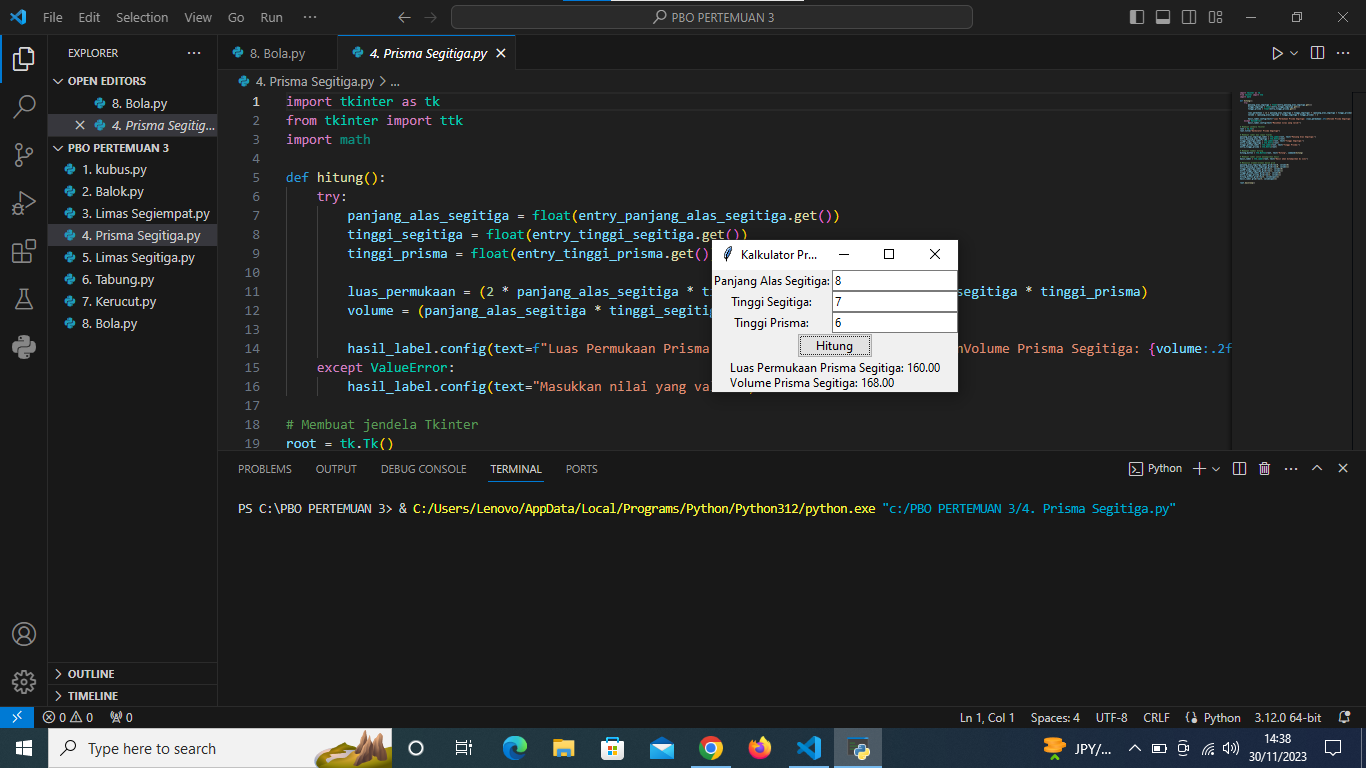 File Edit Selection View Go Run ··· PBO PERTEMUAN 3
EXPLORER ···
OPEN EDITORS
8. Bola.py
4. Prisma Segitig...
PBO PERTEMUAN 3
1. kubus.py
2. Balok.py
3. Limas Segiempat.py
4. Prisma Segitiga.py
5. Limas Segitiga.py
6. Tabung.py
7. Kerucut.py
8. Bola.py
OUTLINE
TIMELINE
8. Bola.py 4. Prisma Segitiga.py
4. Prisma Segitiga.py > ...
1 import tkinter as tk
2 from tkinter import ttk
3 import math
4
5 def hitung():
6 try:
7 panjang_alas_segitiga = float(entry_panjang_alas_segitiga.get())
8 tinggi_segitiga = float(entry_tinggi_segitiga.get())
9 tinggi_prisma = float(entry_tinggi_prisma.get()
10
11 luas_permukaan = (2 * panjang_alas_segitiga * ti segitiga * tinggi_prisma)
12 volume = (panjang_alas_segitiga * tinggi_segitig
13
14 hasil_label.config(text=f"Luas Permukaan Prisma nVolume Prisma Segitiga: {volume:.2f
15 except ValueError:
16 hasil_label.config(text="Masukkan nilai yang va
17
18 # Membuat jendela Tkinter
19 root = tk.Tk()
Kalkulator Pr...
Panjang Alas Segitiga: 8
Tinggi Segitiga: 7
Tinggi Prisma: 6
Hitung
Luas Permukaan Prisma Segitiga: 160.00
Volume Prisma Segitiga: 168.00
PROBLEMS OUTPUT DEBUG CONSOLE TERMINAL PORTS Python
PS C:\PBO PERTEMUAN 3> & C:/Users/Lenovo/AppData/Local/Programs/Python/Python312/python.exe "c:/PBO PERTEMUAN 3/4. Prisma Segitiga.py"
0 0 0 Ln 1, Col 1 Spaces: 4 UTF-8 CRLF Python 3.12.0 64-bit
Type here to search JPY/... 14:38
30/11/2023